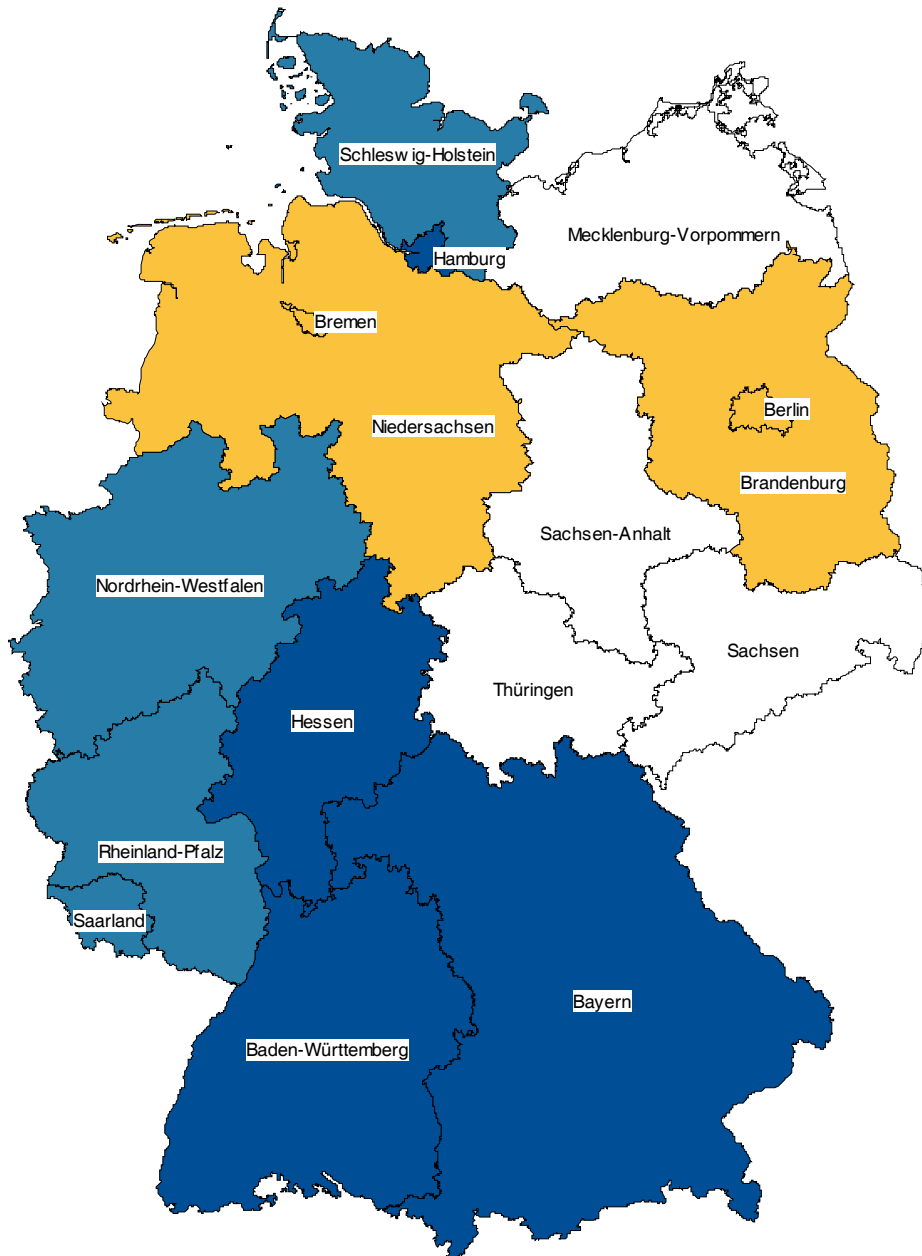 Schleswig-Holstein
Mecklenburg-Vorpommern
Hamburg
Bremen
Berlin
Niedersachsen
Brandenburg
Sachsen-Anhalt
Nordrhein-Westfalen
Sachsen
Thüringen
Hessen
Rheinland-Pfalz
Saarland
Bayern
Baden-Württemberg